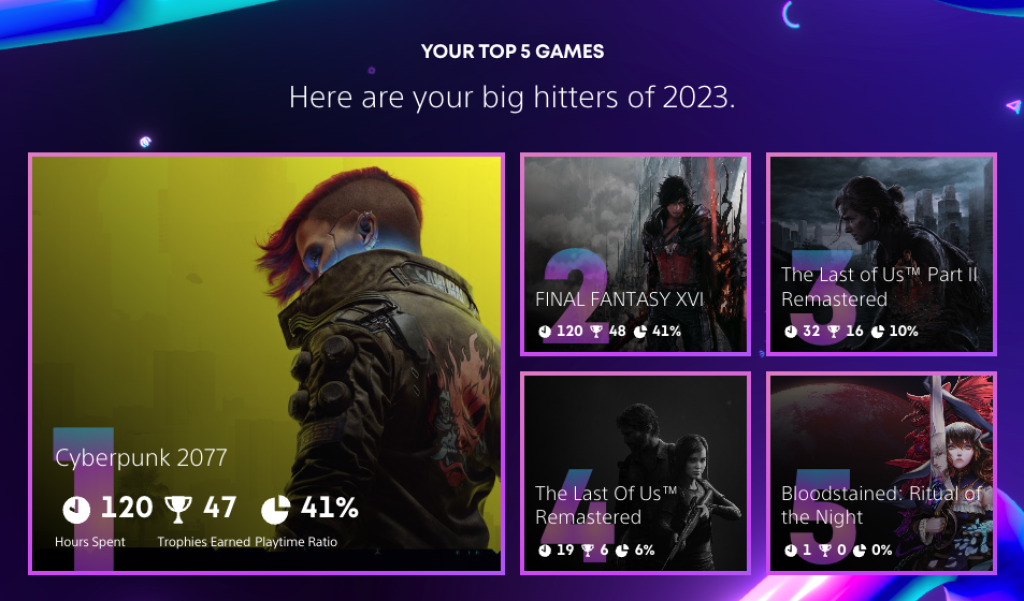 YOUR TOP 5 GAMES
Here are your big hitters of 2023.
1
Cyberpunk 2077
120 47 41%
Hours Spent Trophies Earned Playtime Ratio
2
FINAL FANTASY XVI
120 48 41%
3
The Last of Us™ Part II
Remastered
32 16 10%
4
The Last Of Us™
Remastered
19 6 6%
5
Bloodstained: Ritual of
the Night
1 0 0%